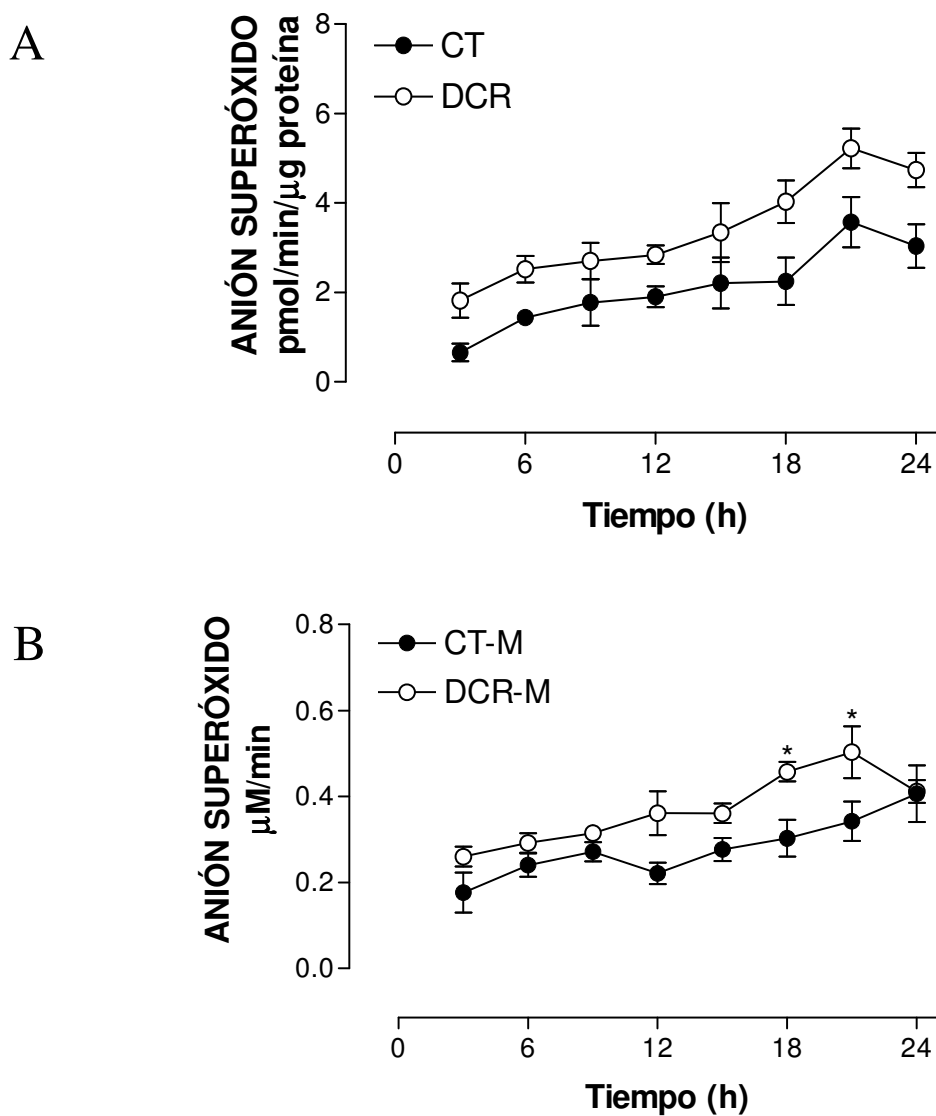 A
ANIÓN SUPERÓXIDO
pmol/min/µg proteína
8
6
4
2
0
CT
DCR
0 6 12 18 24
Tiempo (h)
B
ANIÓN SUPERÓXIDO
µM/min
0.8
0.6
0.4
0.2
0.0
CT-M
DCR-M
* *
0 6 12 18 24
Tiempo (h)